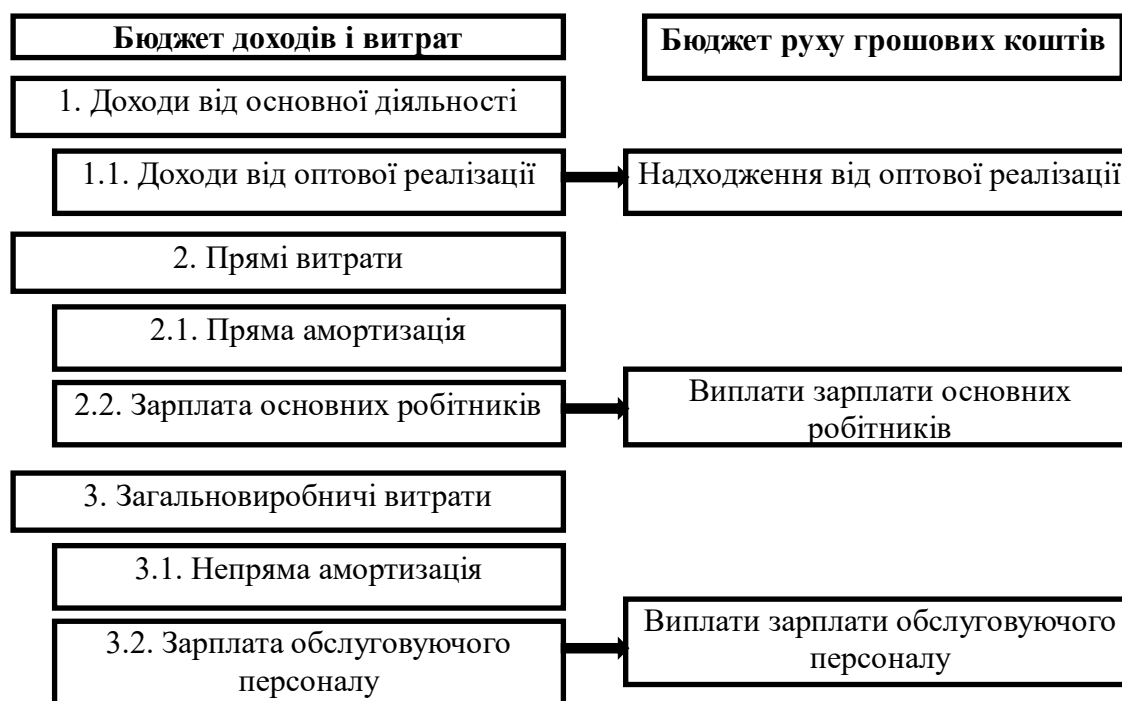 Бюджет доходів і витрат
Бюджет руху грошових коштів
1. Доходи від основної діяльності
1.1. Доходи від оптової реалізації
Надходження від оптової реалізації
2. Прямі витрати
2.1. Пряма амортизація
2.2. Зарплата основних робітників
Виплати зарплати основних
робітників
3. Загальновиробничі витрати
3.1. Непряма амортизація
3.2. Зарплата обслуговуючого
персоналу
Виплати зарплати обслуговуючого
персоналу